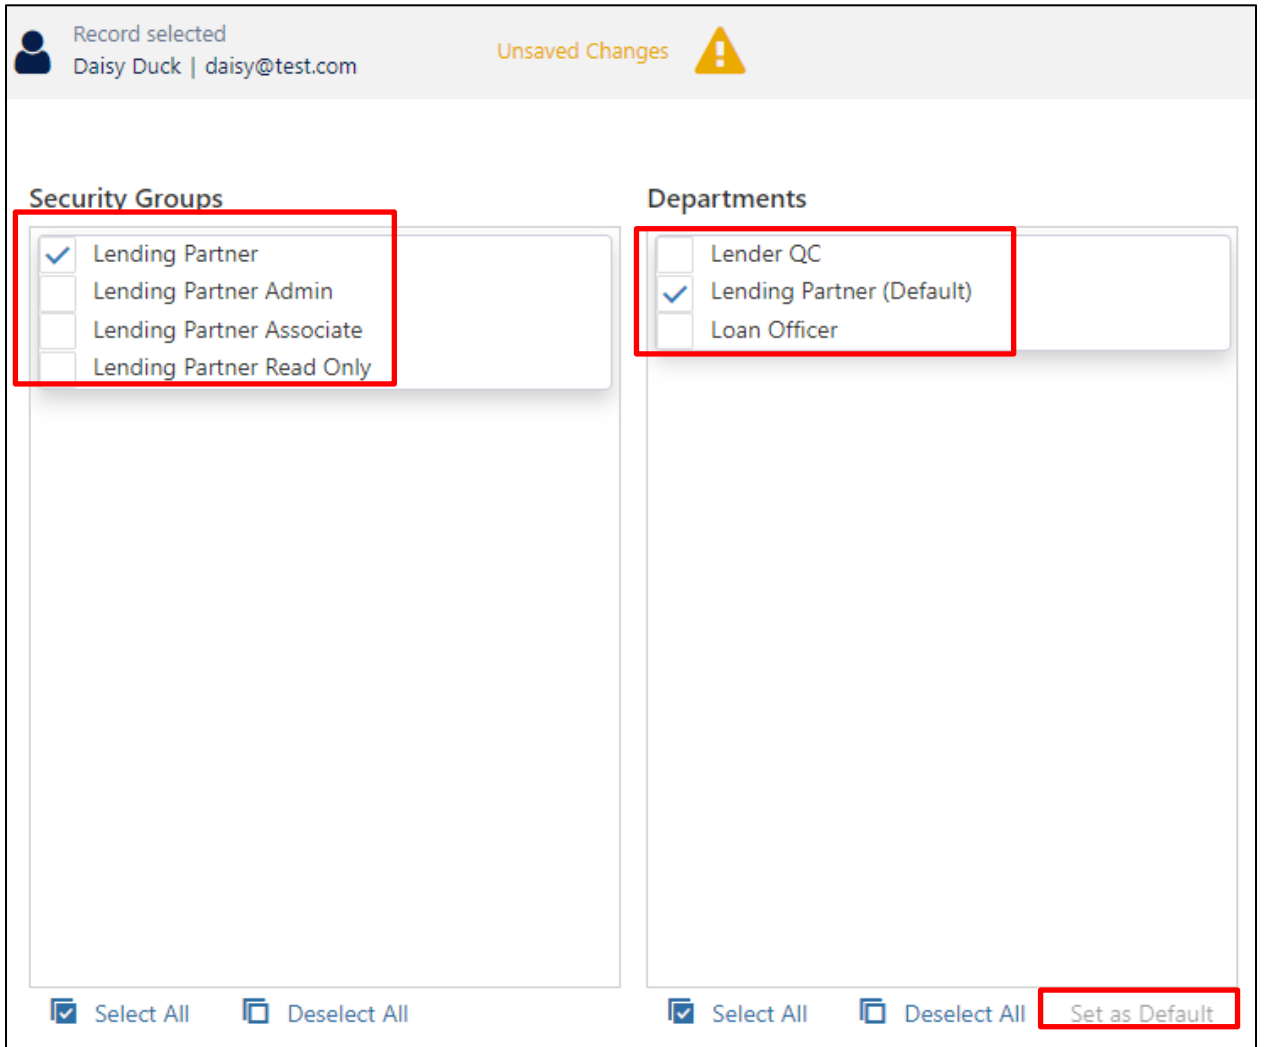 Record selected
Daisy Duck | daisy@test.com
Unsaved Changes
Security Groups
Lending Partner
Lending Partner Admin
Lending Partner Associate
Lending Partner Read Only
Select All
Deselect All
Departments
Lender QC
Lending Partner (Default)
Loan Officer
Select All
Deselect All
Set as Default